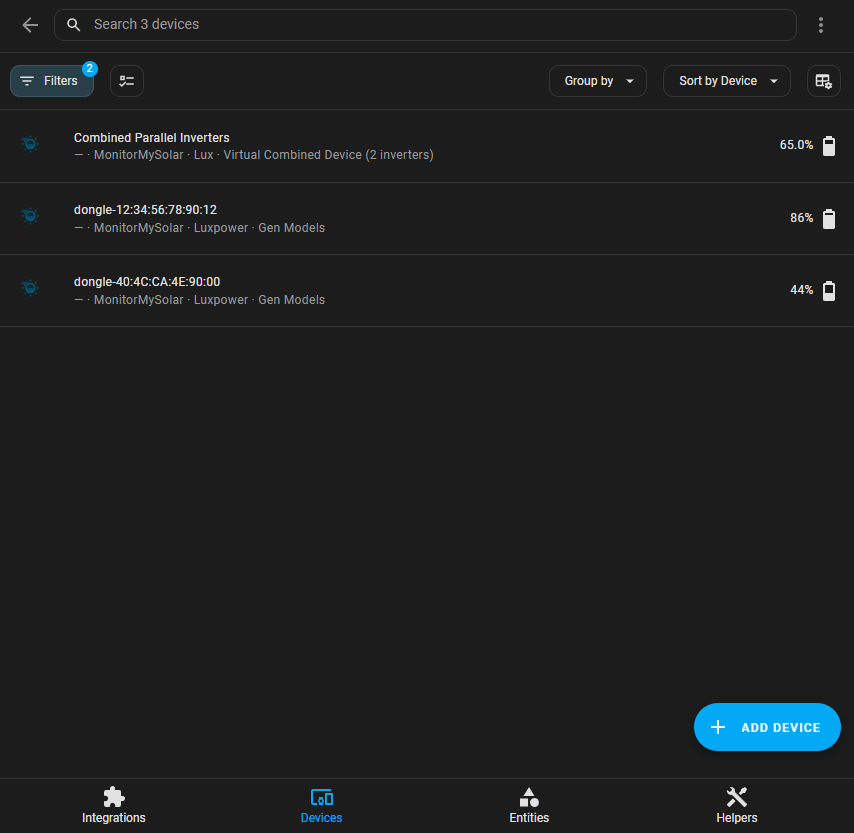 Search 3 devices
Filters
2
Group by
Sort by Device
Combined Parallel Inverters
— · MonitorMySolar · Lux · Virtual Combined Device (2 inverters)
65.0%
dongle-12:34:56:78:90:12
— · MonitorMySolar · Luxpower · Gen Models
86%
dongle-40:4C:CA:4E:90:00
— · MonitorMySolar · Luxpower · Gen Models
44%
ADD DEVICE
Integrations
Devices
Entities
Helpers